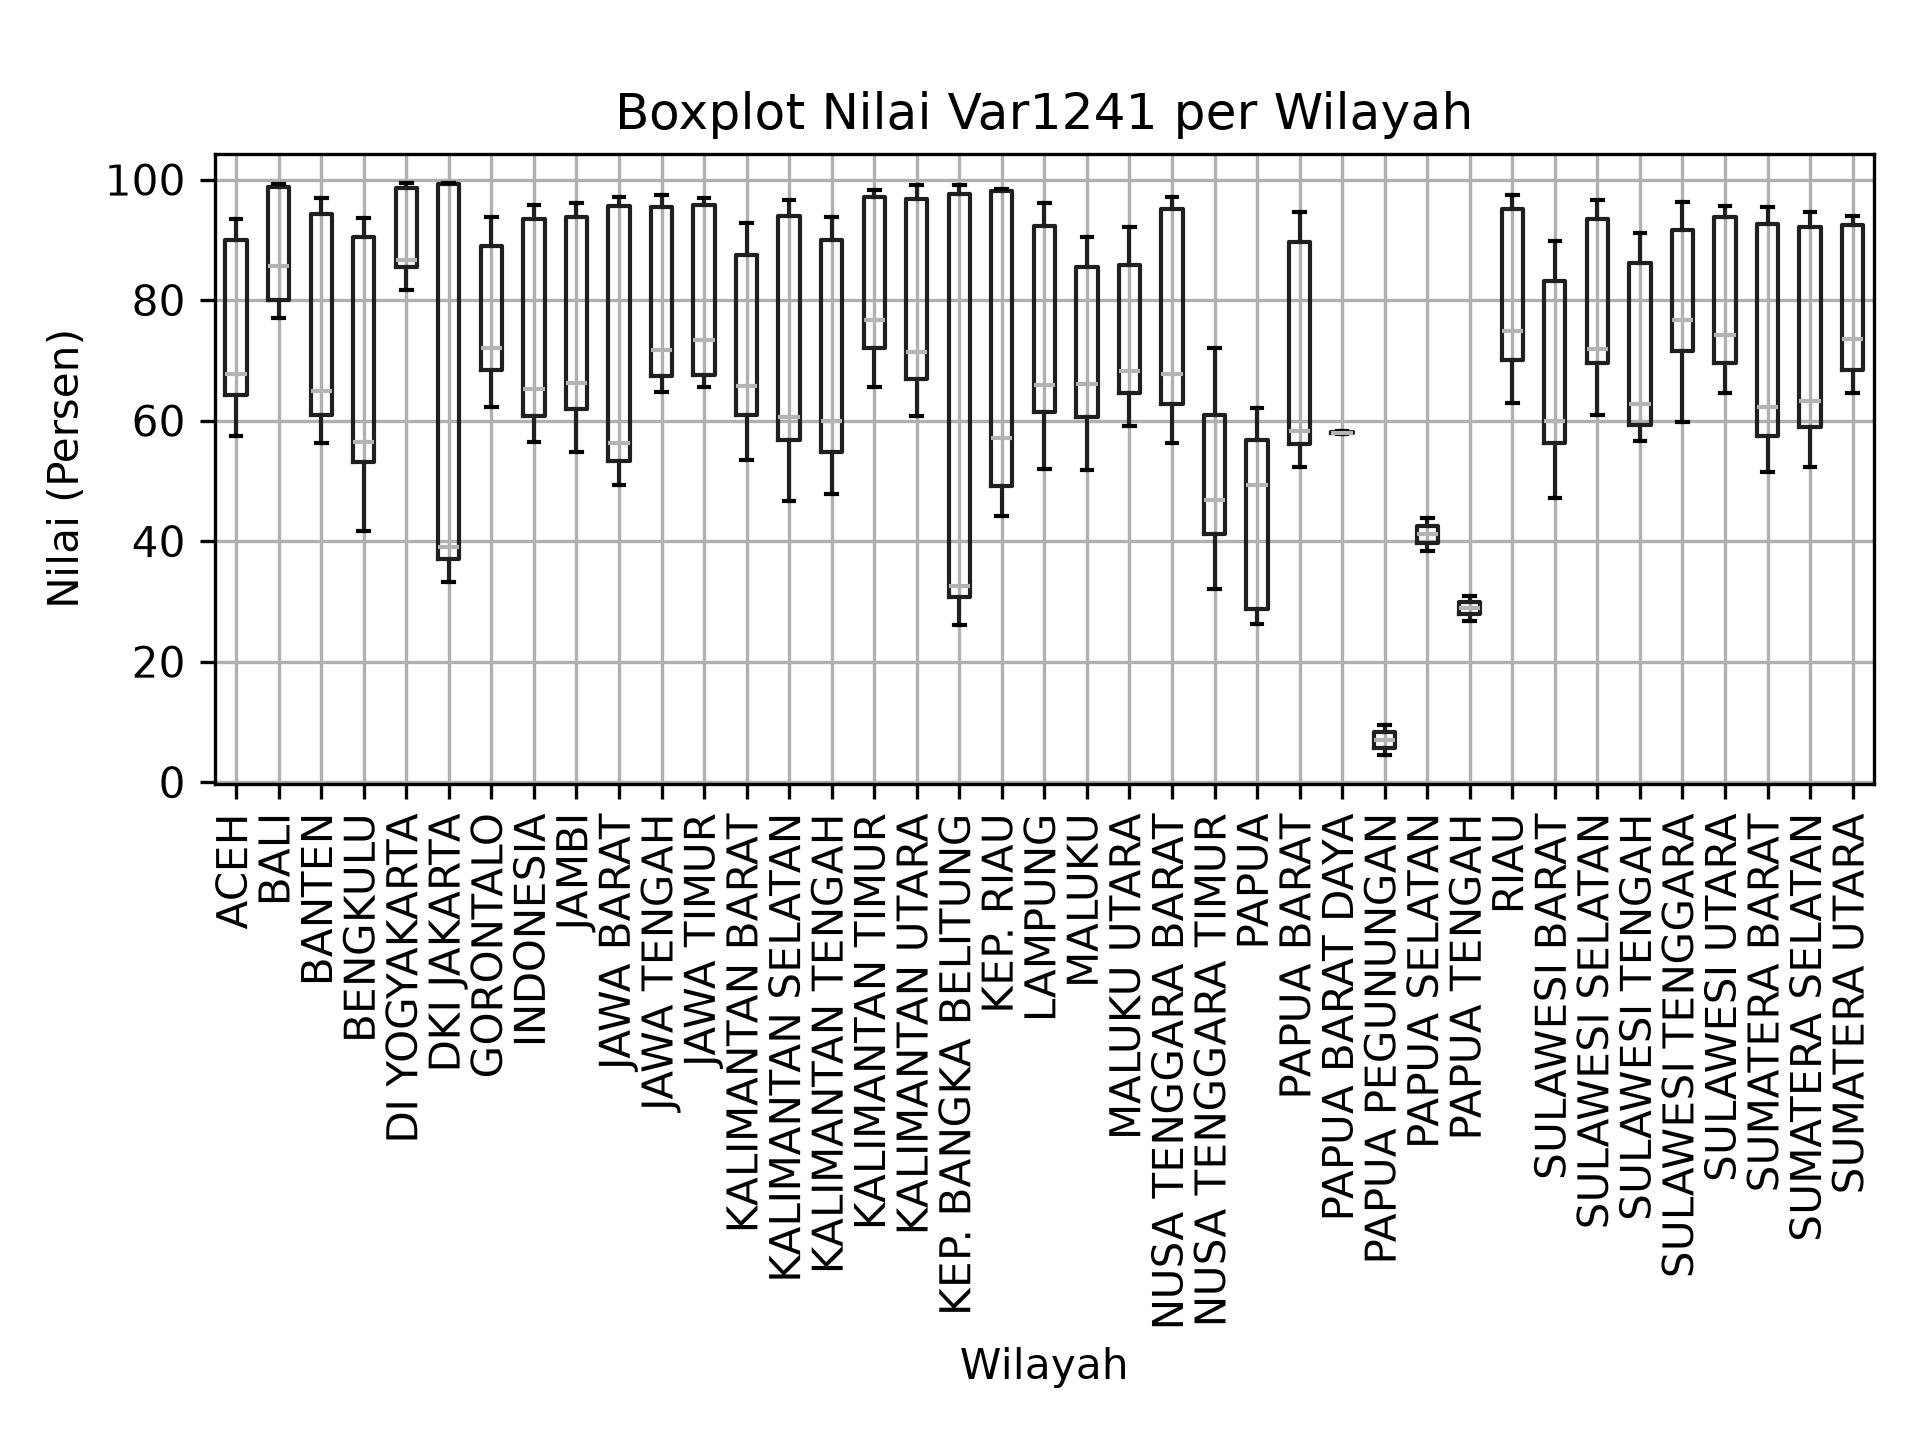 Boxplot Nilai Var1241 per Wilayah
Nilai (Persen)
100
80
60
40
20
0
ACEH
BALI
BANTEN
BENGKULU
DI YOGYAKARTA
DKI JAKARTA
GORONTALO
INDONESIA
JAMBI
JAWA BARAT
JAWA TENGAH
JAWA TIMUR
KALIMANTAN BARAT
KALIMANTAN SELATAN
KALIMANTAN TENGAH
KALIMANTAN TIMUR
KALIMANTAN UTARA
KEP. BANGKA BELITUNG
KEP. RIAU
LAMPUNG
MALUKU
MALUKU UTARA
NUSA TENGGARA BARAT
NUSA TENGGARA TIMUR
PAPUA
PAPUA BARAT
PAPUA BARAT DAYA
PAPUA PEGUNUNGAN
PAPUA SELATAN
PAPUA TENGAH
RIAU
SULAWESI BARAT
SULAWESI SELATAN
SULAWESI TENGAH
SULAWESI TENGGARA
SULAWESI UTARA
SUMATERA BARAT
SUMATERA SELATAN
SUMATERA UTARA
Wilayah